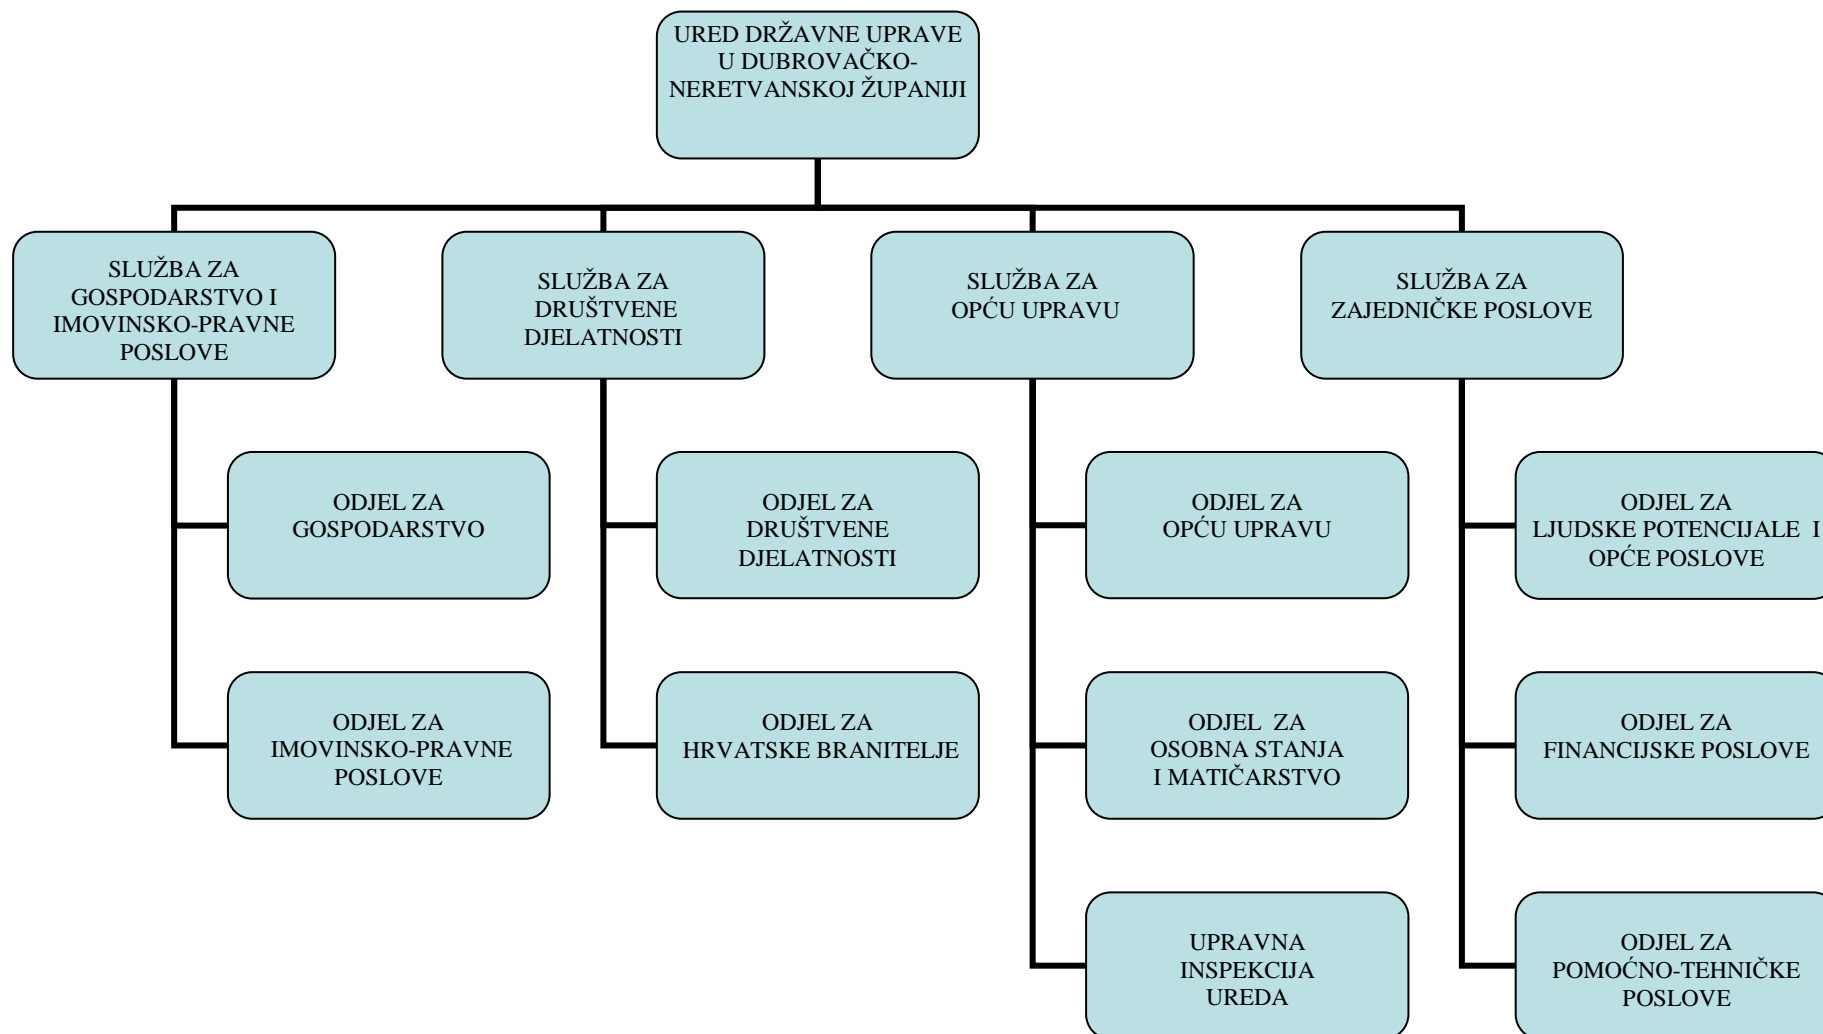 URED DRŽAVNE UPRAVE
U DUBROVAČKO-
NERETVANSKOJ ŽUPANIJI
SLUŽBA ZA
GOSPODARSTVO I
IMOVINSKO-PRAVNE
POSLOVE
SLUŽBA ZA
DRUŠTVENE
DJELATNOSTI
SLUŽBA ZA
OPĆU UPRAVU
SLUŽBA ZA
ZAJEDNIČKE POSLOVE
ODJEL ZA
GOSPODARSTVO
ODJEL ZA
DRUŠTVENE
DJELATNOSTI
ODJEL ZA
OPĆU UPRAVU
ODJEL ZA
LJUDSKE POTENCIJALE  I
OPĆE POSLOVE
ODJEL ZA
IMOVINSKO-PRAVNE
POSLOVE
ODJEL ZA
HRVATSKE BRANITELJE
ODJEL  ZA
OSOBNA STANJA
I MATIČARSTVO
ODJEL ZA
FINANCIJSKE POSLOVE
UPRAVNA
INSPEKCIJA
UREDA
ODJEL ZA
POMOĆNO-TEHNIČKE
POSLOVE